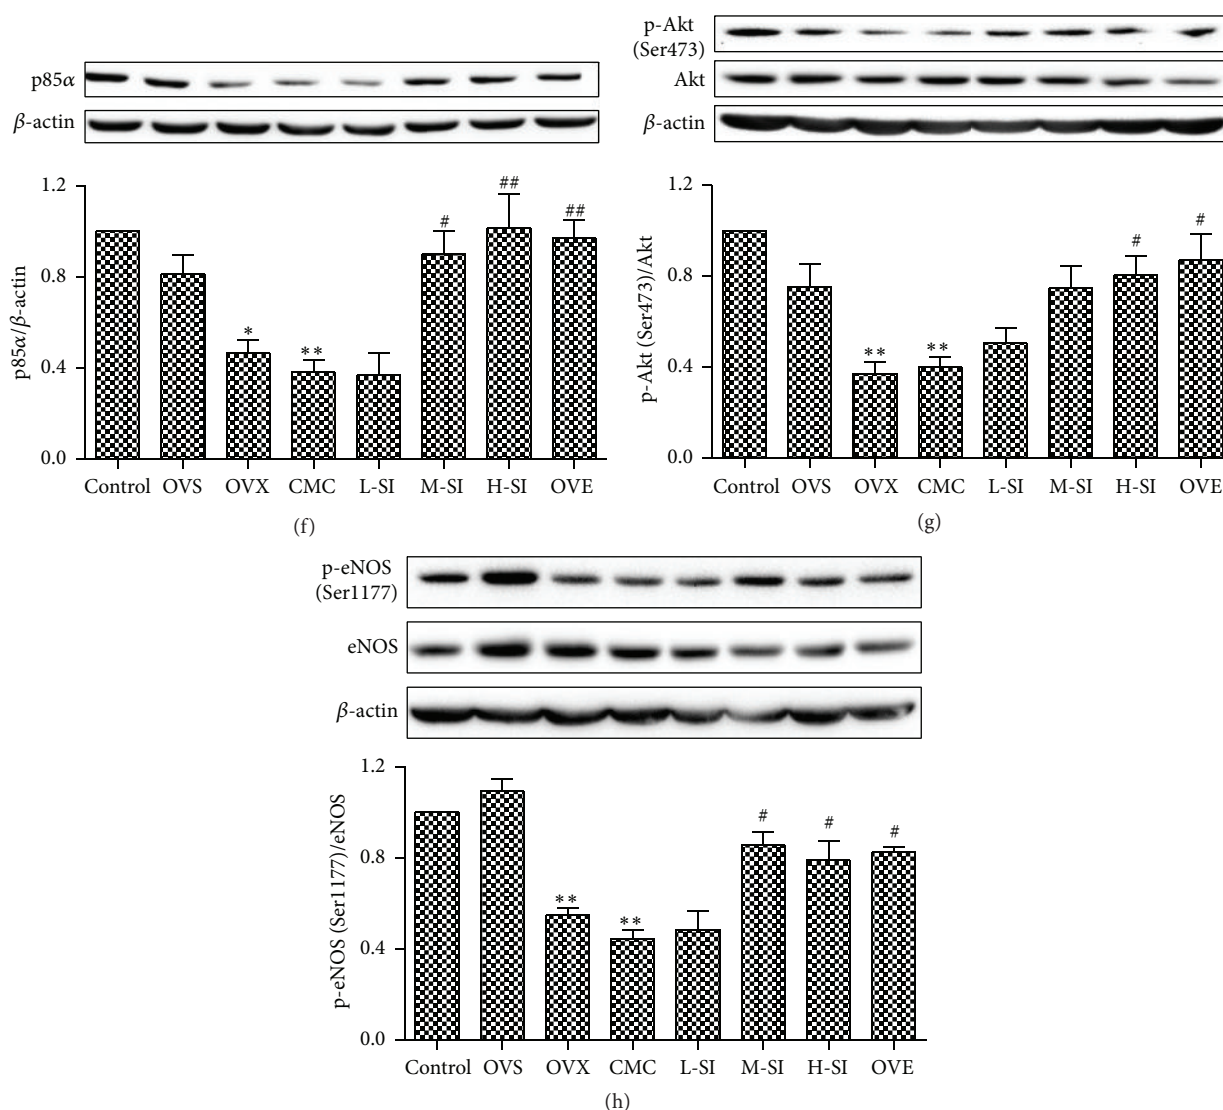 p85α
β-actin
1.2
0.8
0.4
0.0
p85α/β-actin
*
**
#
##
##
Control OVS OVX CMC L-SI M-SI H-SI OVE
(f)
p-Akt
(Ser473)
Akt
β-actin
1.2
0.8
0.4
0.0
p-Akt (Ser473)/Akt
**
**
#
#
Control OVS OVX CMC L-SI M-SI H-SI OVE
(g)
p-eNOS
(Ser1177)
eNOS
β-actin
1.2
0.8
0.4
0.0
p-eNOS (Ser1177)/eNOS
**
**
#
#
#
Control OVS OVX CMC L-SI M-SI H-SI OVE
(h)